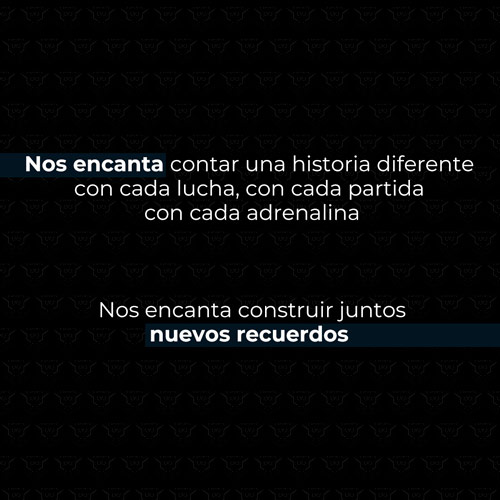 Nos encanta contar una historia diferente
con cada lucha, con cada partida
con cada adrenalina
Nos encanta construir juntos
nuevos recuerdos